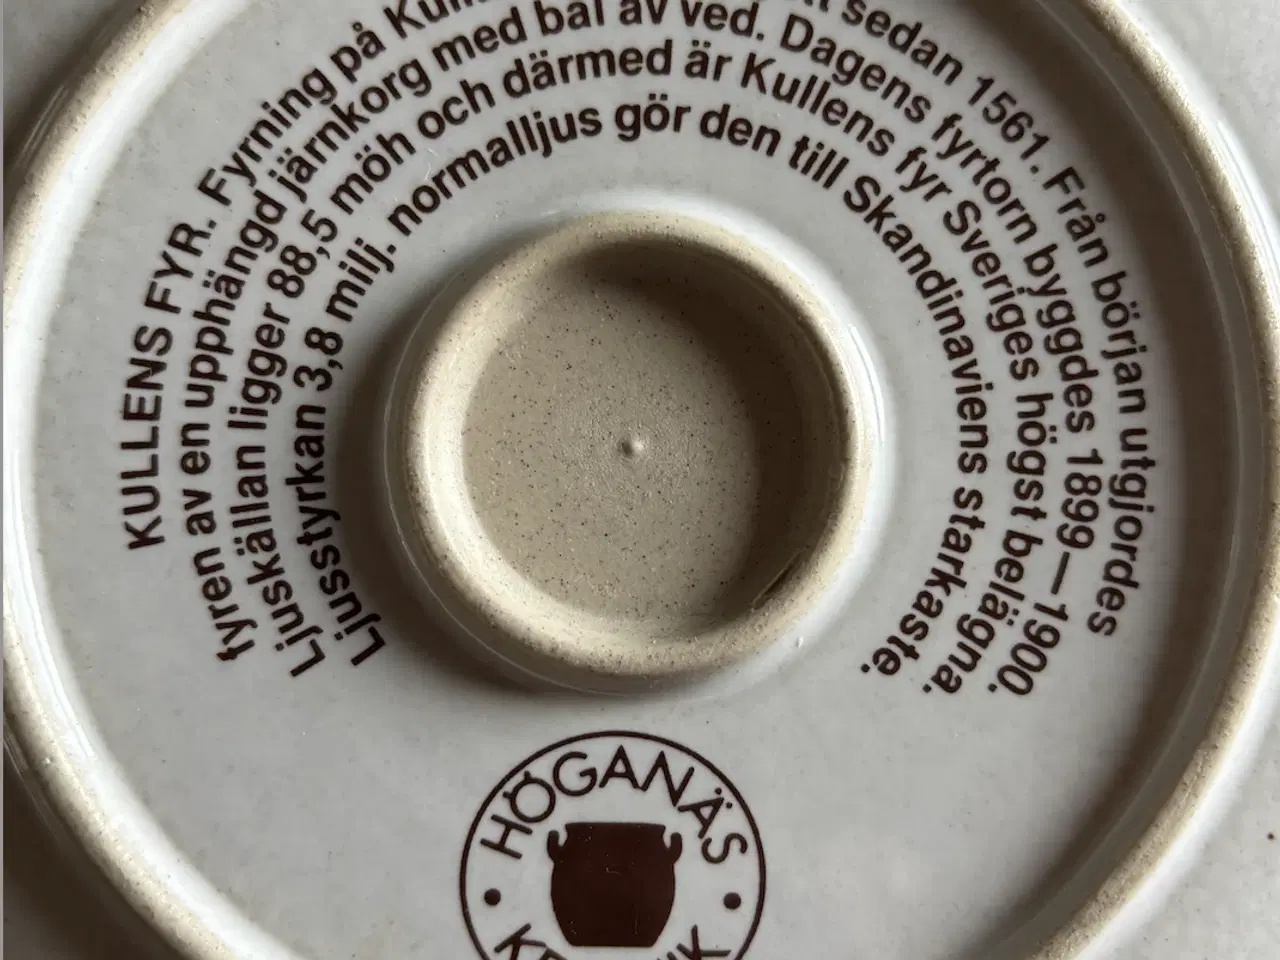 KULLENS FYR. Fyrning på sedan 1561. Från början utgjordes
fyren av en upphängd järnkorg med bål av ved. Dagens fyrtorn byggdes 1899—1900.
Ljuskällan ligger 88,5 möh och därmed är Kullens fyr Sveriges högst belägna.
Ljusstyrkan 3,8 milj. normalljus gör den till Skandinaviens starkaste.
HÖGANÄS